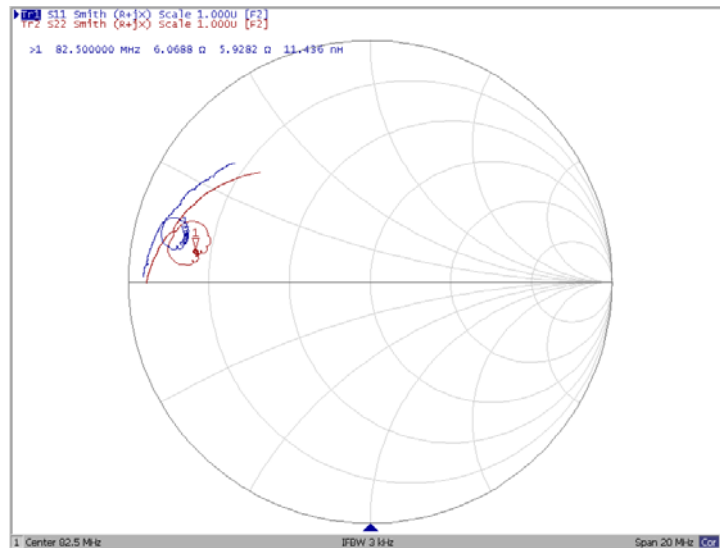 Tr1 S11 Smith (R+jX) Scale 1.000U [F2]
Tr2 S22 Smith (R+jX) Scale 1.000U [F2]
>1 82.500000 MHz 6.0688 Ω 5.9282 Ω 11.436 nH
1
1 Center 82.5 MHz IFBW 3 kHz Span 20 MHz Cor